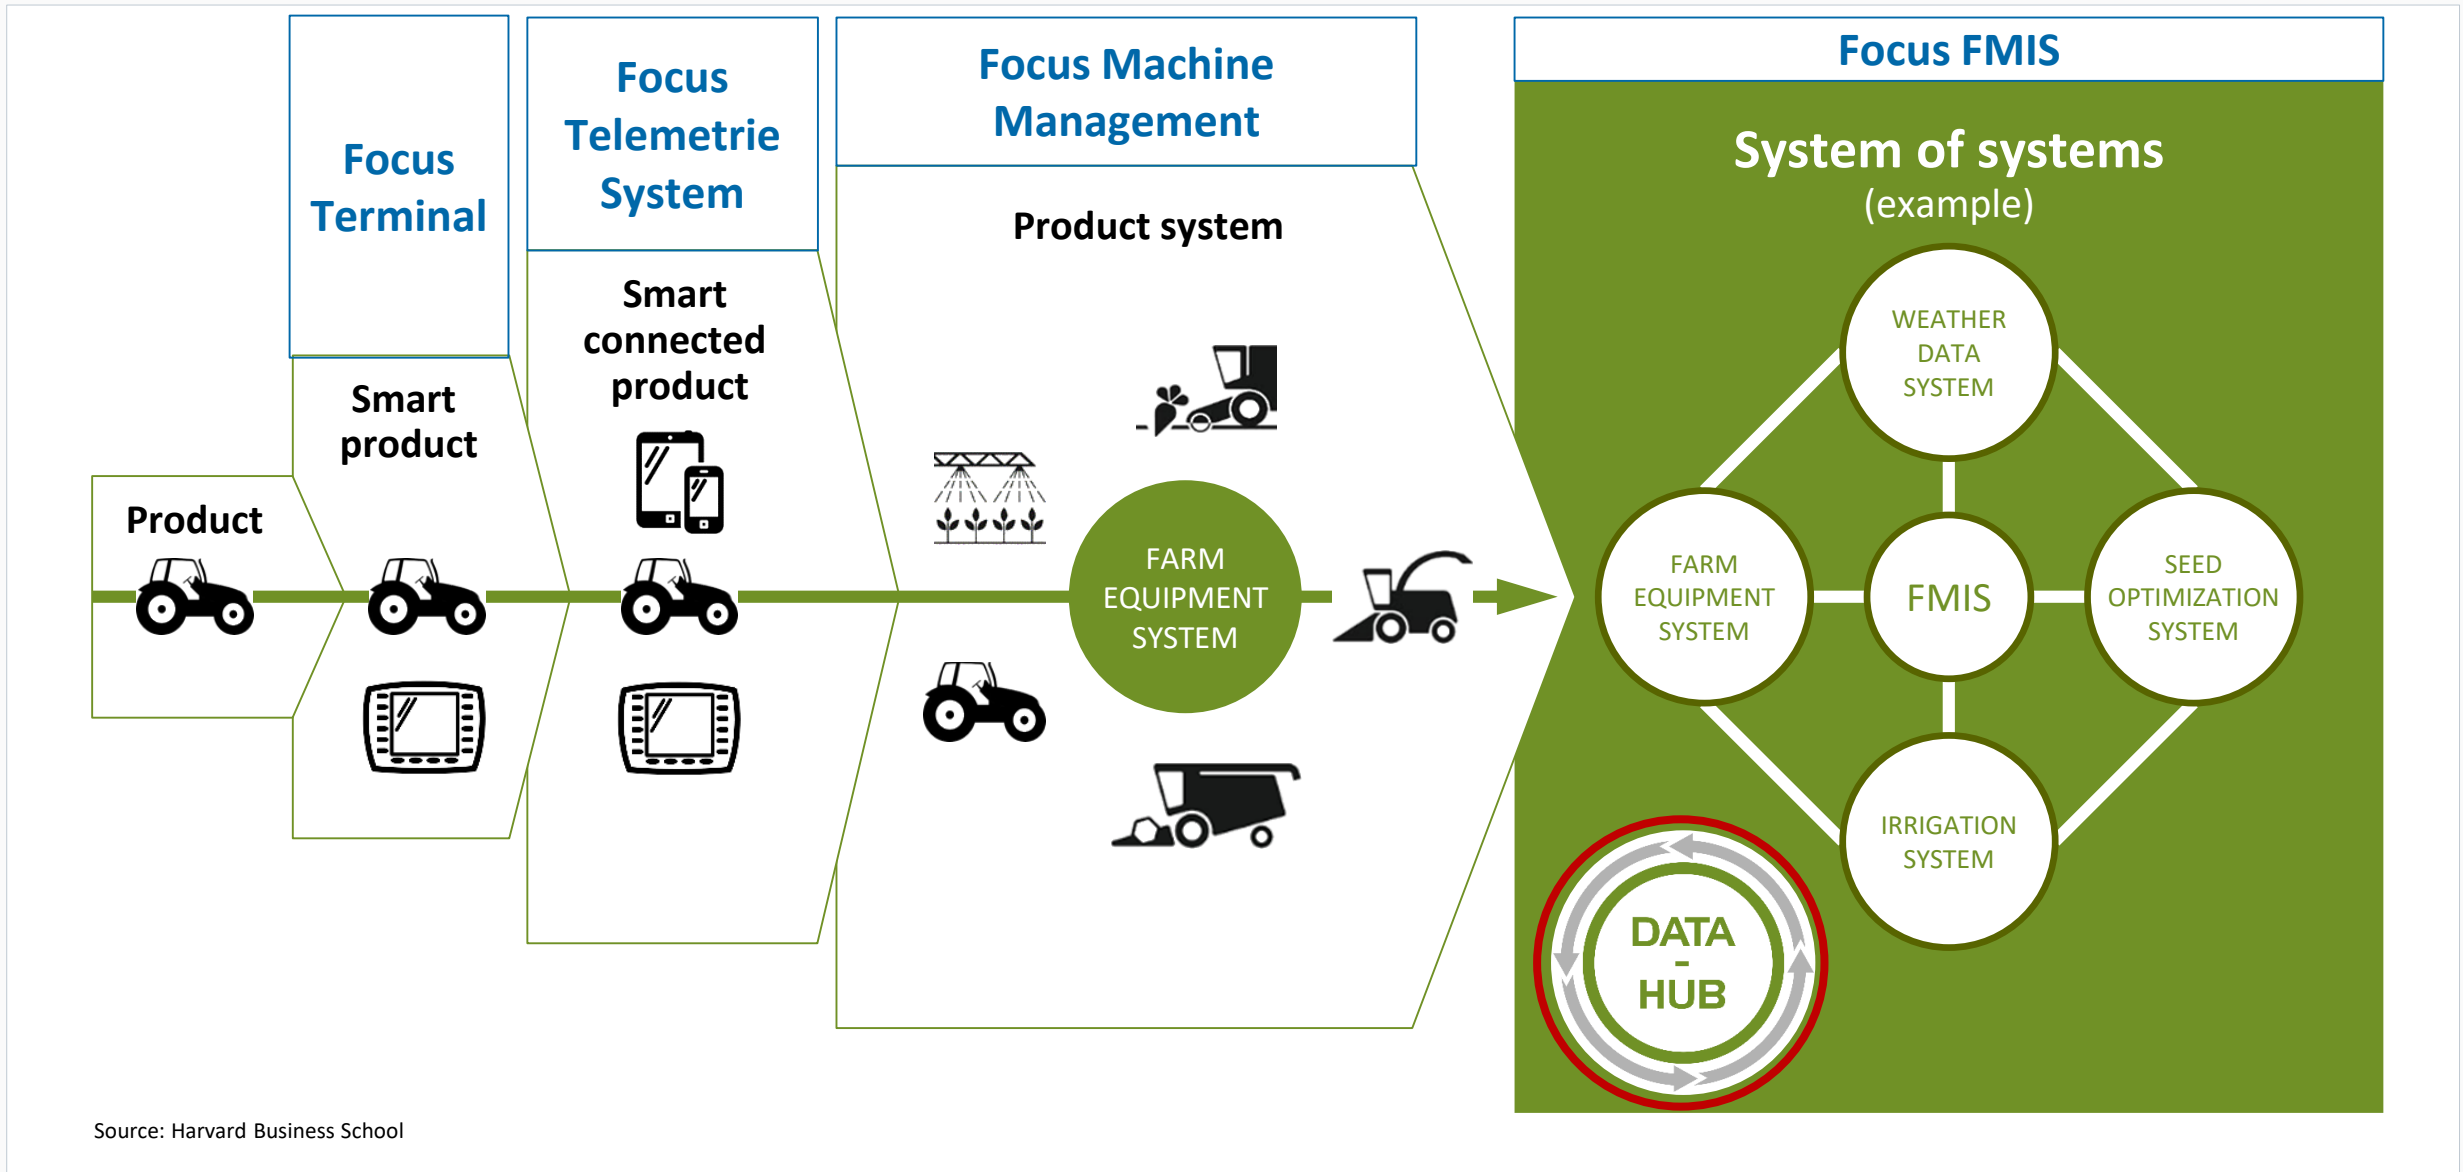 Focus
Terminal
Focus
Telemetrie
System
Focus Machine
Management
Focus FMIS
Product
Smart
product
Smart
connected
product
Product system
FARM
EQUIPMENT
SYSTEM
System of systems
(example)
WEATHER
DATA
SYSTEM
FARM
EQUIPMENT
SYSTEM
FMIS
SEED
OPTIMIZATION
SYSTEM
IRRIGATION
SYSTEM
DATA
-
HUB
Source: Harvard Business School